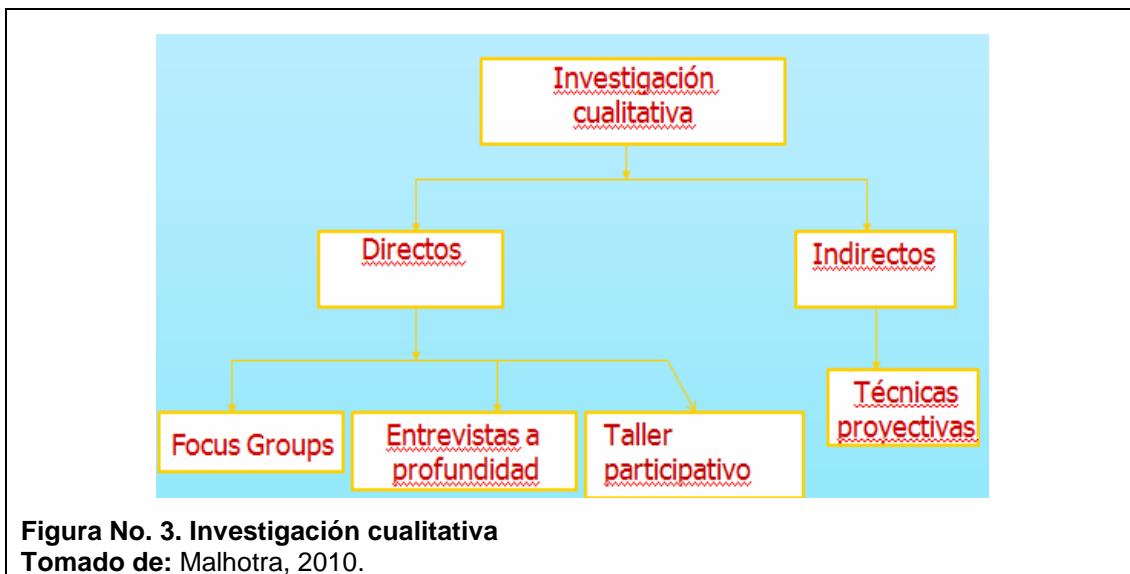 Investigación
cualitativa
Directos
Indirectos
Focus Groups
Entrevistas a
profundidad
Taller
participativo
Técnicas
proyectivas
Figura No. 3. Investigación cualitativa
Tomado de: Malhotra, 2010.